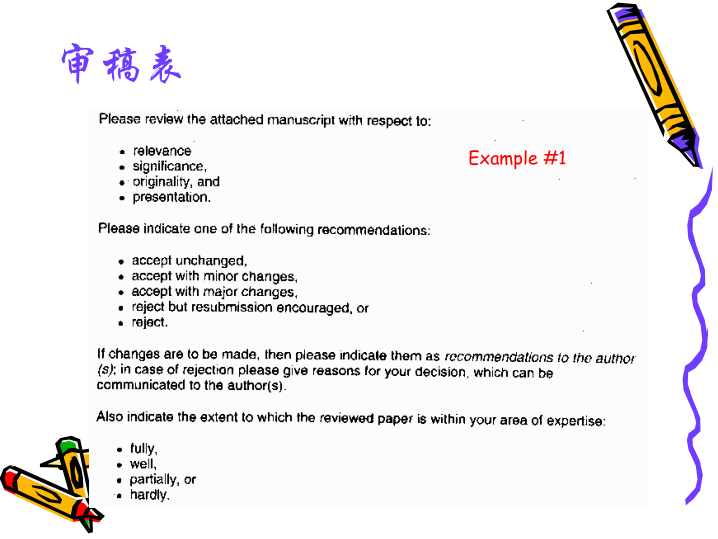 审稿表
Please review the attached manuscript with respect to:
Example #1
• relevance
• significance,
• originality, and
• presentation.
Please indicate one of the following recommendations:
• accept unchanged,
• accept with minor changes,
• accept with major changes,
• reject but resubmission encouraged, or
• reject.
If changes are to be made, then please indicate them as recommendations to the author
(s); in case of rejection please give reasons for your decision, which can be
communicated to the author(s).
Also indicate the extent to which the reviewed paper is within your area of expertise:
• fully,
• well,
• partially, or
• hardly.